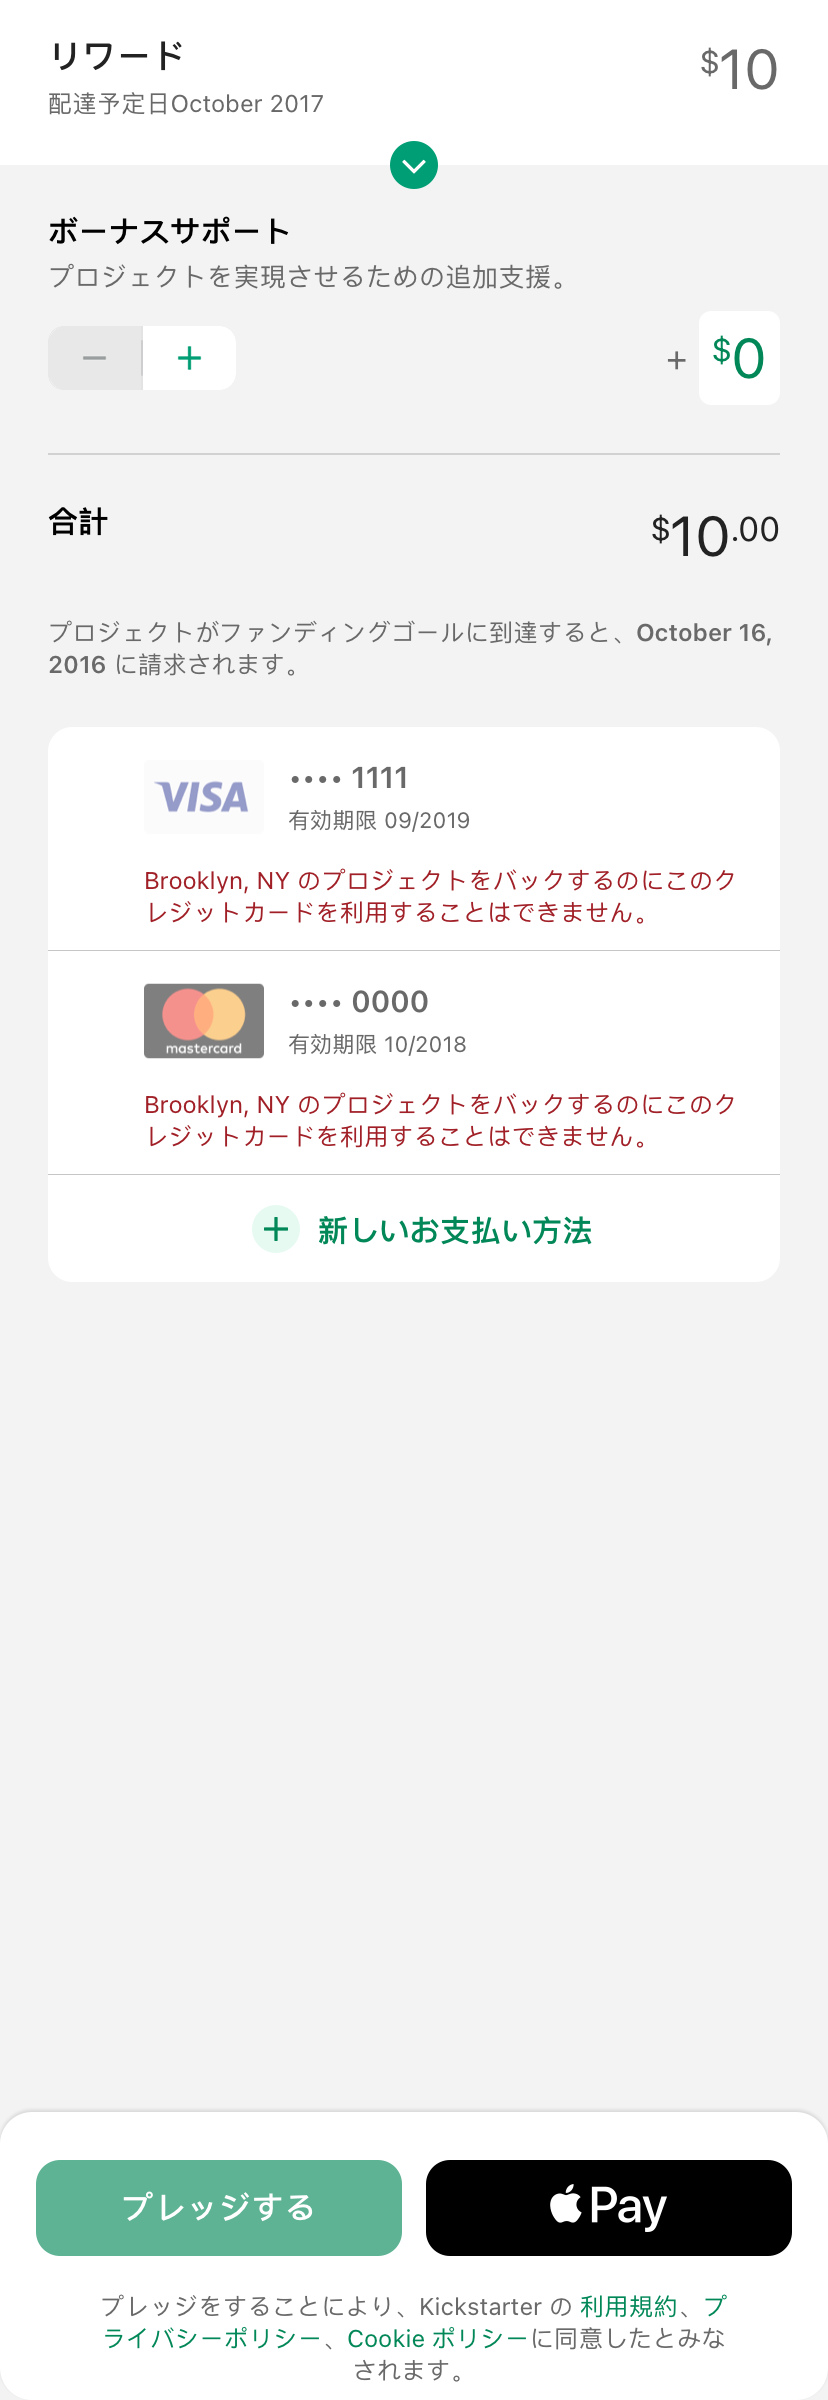 リワード
$10
配達予定日October 2017
ボーナスサポート
プロジェクトを実現させるための追加支援。
− + + $0
合計
$10.00
プロジェクトがファンディングゴールに到達すると、October 16,
2016 に請求されます。
VISA •••• 1111
有効期限 09/2019
Brooklyn, NY のプロジェクトをバックするのにこのク
レジットカードを利用することはできません。
•••• 0000
mastercard
有効期限 10/2018
Brooklyn, NY のプロジェクトをバックするのにこのク
レジットカードを利用することはできません。
+ 新しいお支払い方法
プレッジする
Pay
プレッジをすることにより、Kickstarter の 利用規約、プ
ライバシーポリシー、Cookie ポリシーに同意したとみな
されます。